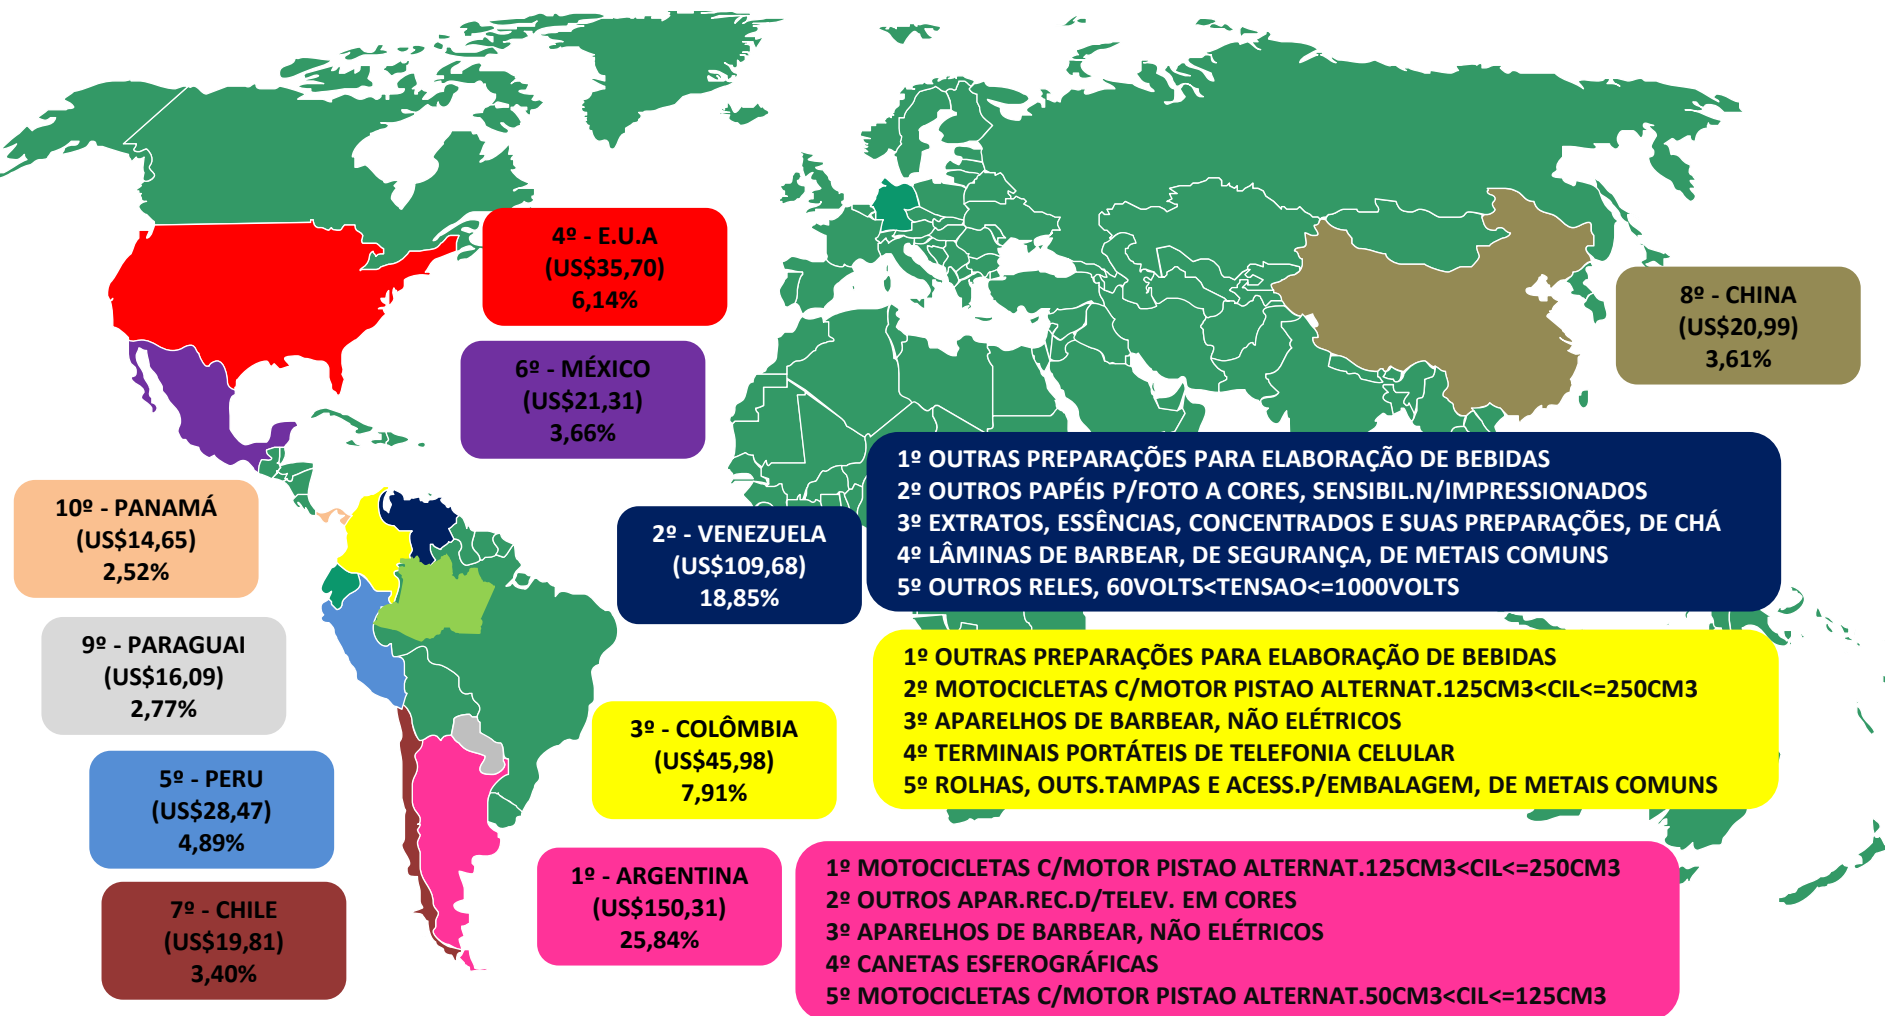 4º - E.U.A
(US$35,70)
6,14%
8º - CHINA
(US$20,99)
3,61%
6º - MÉXICO
(US$21,31)
3,66%
10º - PANAMÁ
(US$14,65)
2,52%
2º - VENEZUELA
(US$109,68)
18,85%
1º OUTRAS PREPARAÇÕES PARA ELABORAÇÃO DE BEBIDAS
2º OUTROS PAPÉIS P/FOTO A CORES, SENSIBIL.N/IMPRESSIONADOS
3º EXTRATOS, ESSÊNCIAS, CONCENTRADOS E SUAS PREPARAÇÕES, DE CHÁ
4º LÂMINAS DE BARBEAR, DE SEGURANÇA, DE METAIS COMUNS
5º OUTROS RELES, 60VOLTS<TENSAO<=1000VOLTS
9º - PARAGUAI
(US$16,09)
2,77%
3º - COLÔMBIA
(US$45,98)
7,91%
1º OUTRAS PREPARAÇÕES PARA ELABORAÇÃO DE BEBIDAS
2º MOTOCICLETAS C/MOTOR PISTAO ALTERNAT.125CM3<CIL<=250CM3
3º APARELHOS DE BARBEAR, NÃO ELÉTRICOS
4º TERMINAIS PORTÁTEIS DE TELEFONIA CELULAR
5º ROLHAS, OUTS.TAMPAS E ACESS.P/EMBALAGEM, DE METAIS COMUNS
5º - PERU
(US$28,47)
4,89%
7º - CHILE
(US$19,81)
3,40%
1º - ARGENTINA
(US$150,31)
25,84%
1º MOTOCICLETAS C/MOTOR PISTAO ALTERNAT.125CM3<CIL<=250CM3
2º OUTROS APAR.REC.D/TELEV. EM CORES
3º APARELHOS DE BARBEAR, NÃO ELÉTRICOS
4º CANETAS ESFEROGRÁFICAS
5º MOTOCICLETAS C/MOTOR PISTAO ALTERNAT.50CM3<CIL<=125CM3